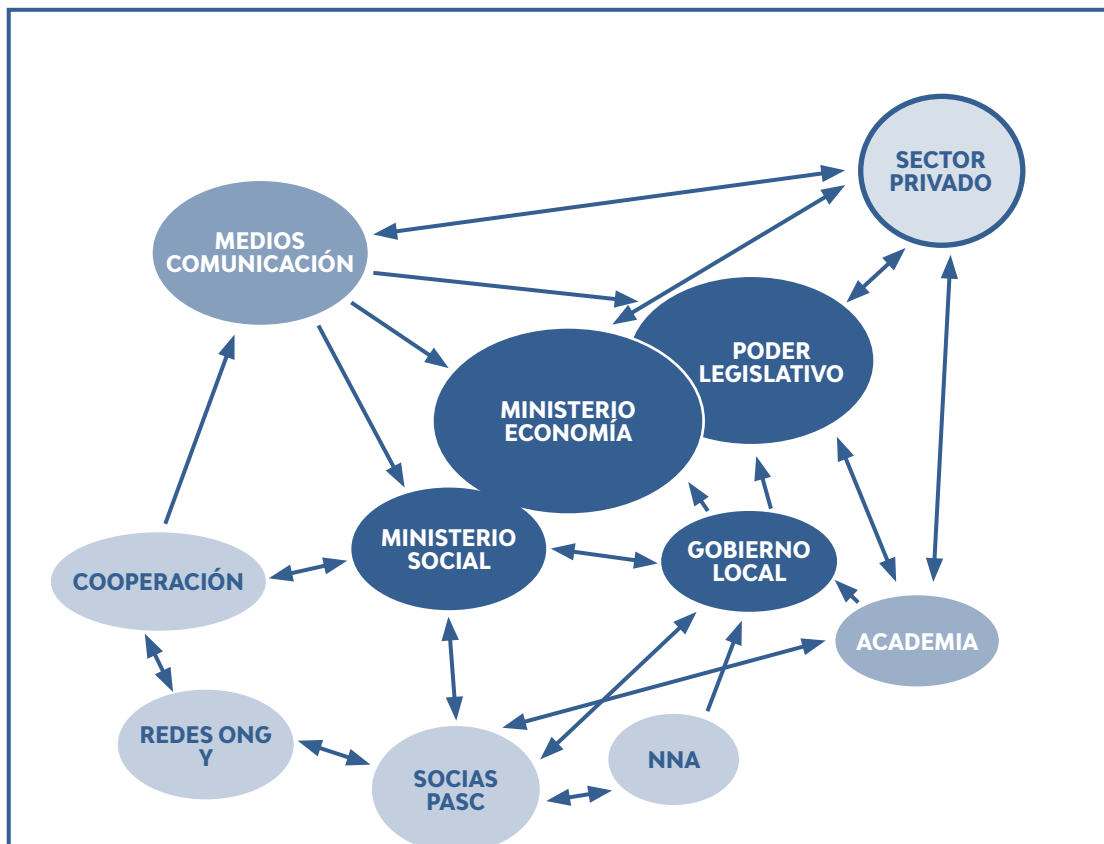 SECTOR
PRIVADO
MEDIOS
COMUNICACIÓN
PODER
LEGISLATIVO
MINISTERIO
ECONOMÍA
MINISTERIO
SOCIAL
GOBIERNO
LOCAL
COOPERACIÓN
ACADEMIA
REDES ONG
Y
NNA
SOCIAS
PASC